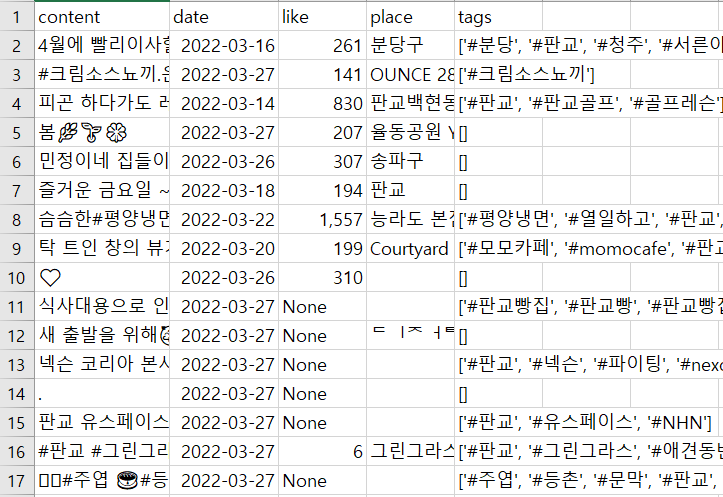 1 content date like place tags
2 4월에 빨리이사 2022-03-16 261 분당구 ['#분당', '#판교', '#청주', '#서른이
3 #크림소스뇨끼. 2022-03-27 141 OUNCE 28 ['#크림소스뇨끼']
4 피곤 하다가도 2022-03-14 830 판교백현동 ['#판교', '#판교골프', '#골프레슨']
5 봄 2022-03-27 207 율동공원 []
6 민정이네 집들이 2022-03-26 307 송파구 []
7 즐거운 금요일 ~ 2022-03-18 194 판교 []
8 슴슴한#평양냉면 2022-03-22 1,557 능라도 본점 ['#평양냉면', '#열일하고', '#판교',
9 탁 트인 창의 뷰 2022-03-20 199 Courtyard ['#모모카페', '#momocafe', '#판교
10 ♡ 2022-03-26 310 []
11 식사대용으로 인 2022-03-27 None ['#판교빵집', '#판교빵', '#판교빵집
12 새 출발을 위해 2022-03-27 None []
13 넥슨 코리아 본사 2022-03-27 None ['#판교', '#넥슨', '#파이팅', '#nexo
14 . 2022-03-27 None []
15 판교 유스페이스 2022-03-27 None ['#판교', '#유스페이스', '#NHN']
16 #판교 #그린그라 2022-03-27 6 그린그라스 ['#판교', '#그린그라스', '#애견동반
17 #주엽 #등 2022-03-27 None ['#주엽', '#등촌', '#문막', '#판교',